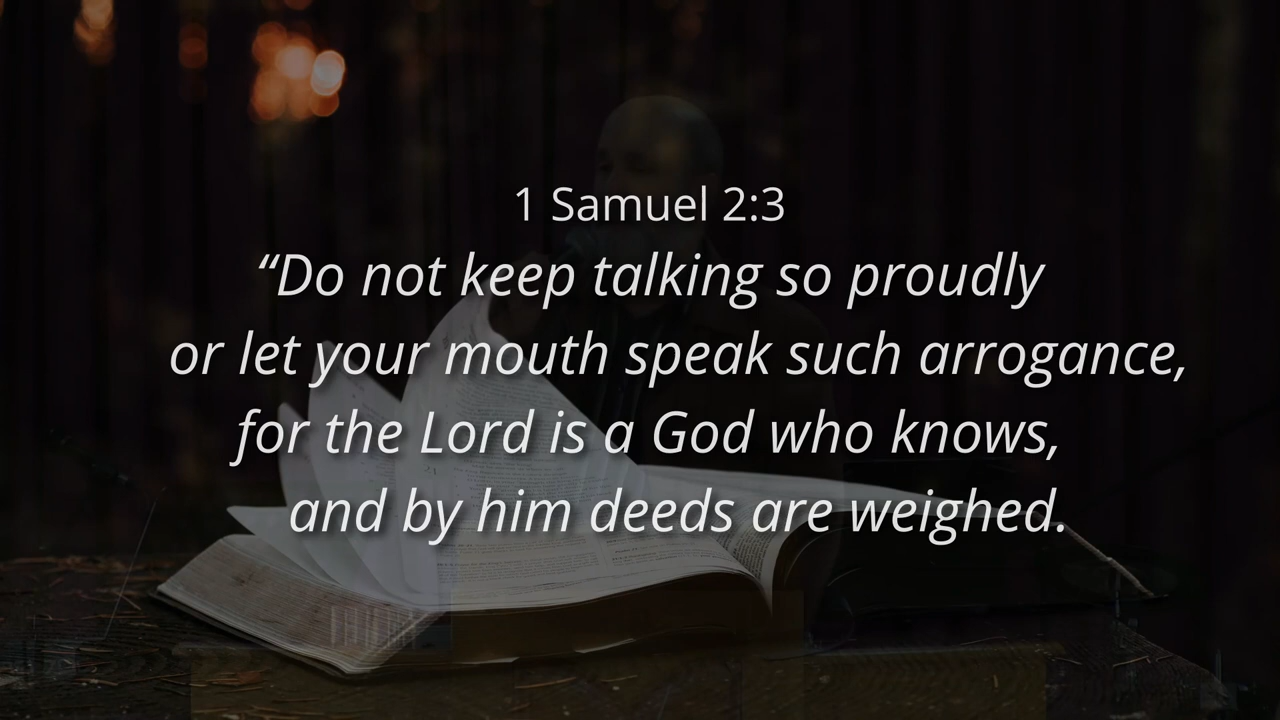 1 Samuel 2:3
“Do not keep talking so proudly
or let your mouth speak such arrogance,
for the Lord is a God who knows,
and by him deeds are weighed.